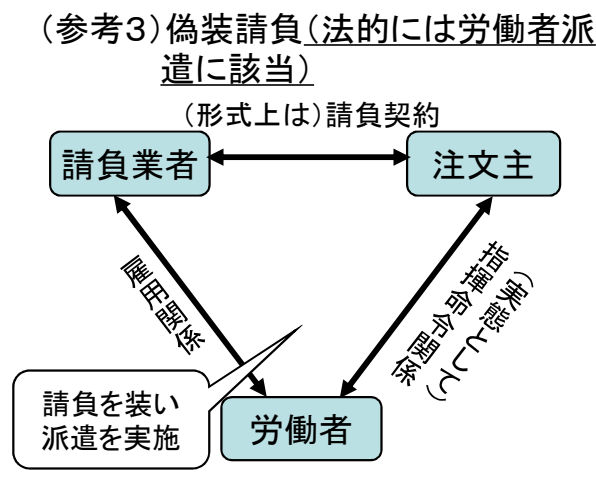 （参考３）偽装請負（法的には労働者派
遣に該当）
（形式上は）請負契約
請負業者
注文主
雇用関係
（実態として）
指揮命令関係
請負を装い
派遣を実施
労働者